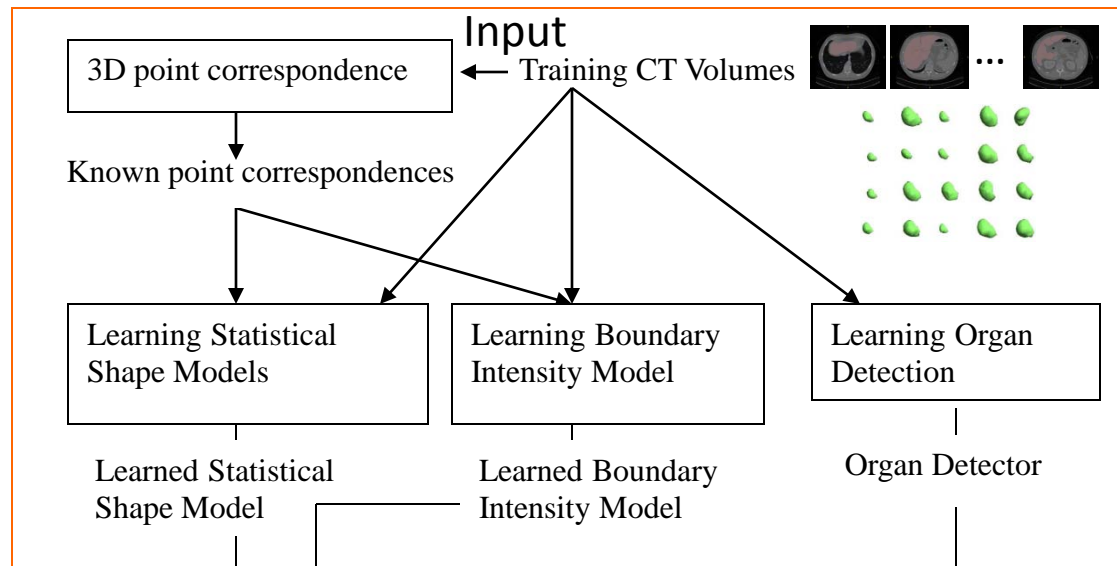 Input
3D point correspondence
Training CT Volumes
...
Known point correspondences
Learning Statistical
Shape Models
Learning Boundary
Intensity Model
Learning Organ
Detection
Learned Statistical
Shape Model
Learned Boundary
Intensity Model
Organ Detector